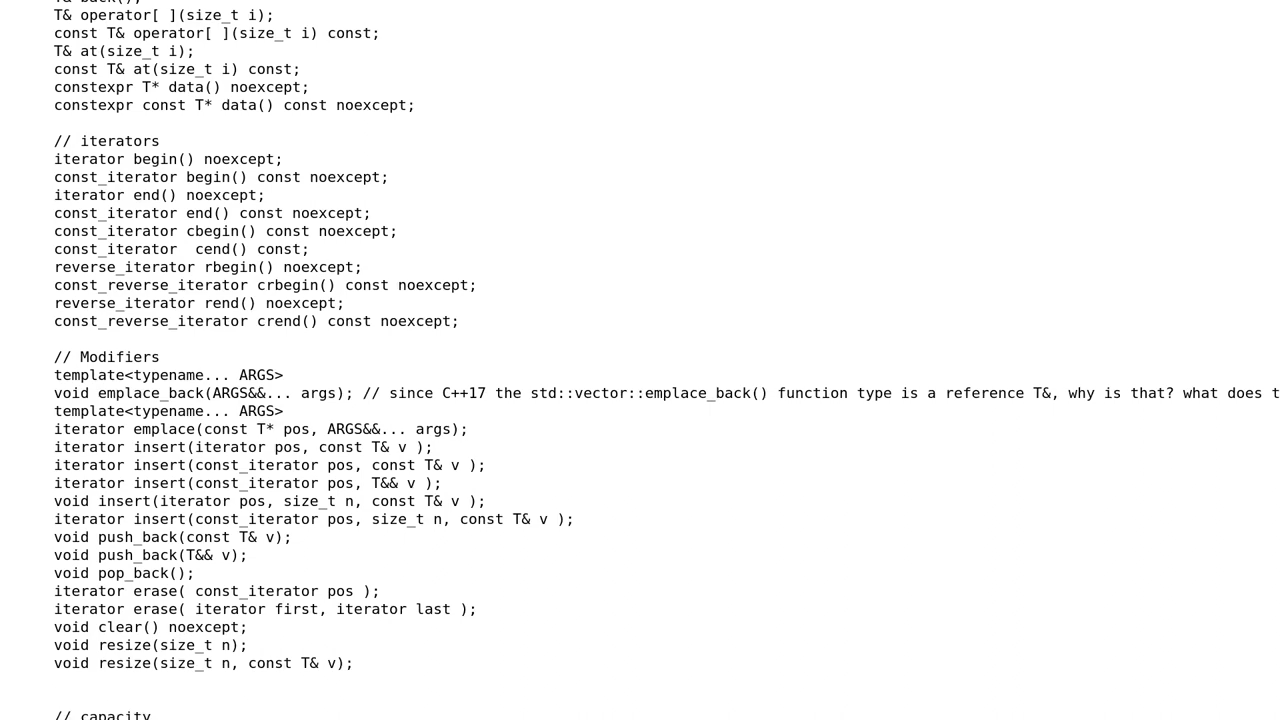 T& back();
T& operator[ ](size_t i);
const T& operator[ ](size_t i) const;
T& at(size_t i);
const T& at(size_t i) const;
constexpr T* data() noexcept;
constexpr const T* data() const noexcept;
// iterators
iterator begin() noexcept;
const_iterator begin() const noexcept;
iterator end() noexcept;
const_iterator end() const noexcept;
const_iterator cbegin() const noexcept;
const_iterator  cend() const;
reverse_iterator rbegin() noexcept;
const_reverse_iterator crbegin() const noexcept;
reverse_iterator rend() noexcept;
const_reverse_iterator crend() const noexcept;
// Modifiers
template<typename... ARGS>
void emplace_back(ARGS&&... args); // since C++17 the std::vector::emplace_back() function type is a reference T&, why is that? what does t
template<typename... ARGS>
iterator emplace(const T* pos, ARGS&&... args);
iterator insert(iterator pos, const T& v );
iterator insert(const_iterator pos, const T& v );
iterator insert(const_iterator pos, T&& v );
void insert(iterator pos, size_t n, const T& v );
iterator insert(const_iterator pos, size_t n, const T& v );
void push_back(const T& v);
void push_back(T&& v);
void pop_back();
iterator erase( const_iterator pos );
iterator erase( iterator first, iterator last );
void clear() noexcept;
void resize(size_t n);
void resize(size_t n, const T& v);
// capacity